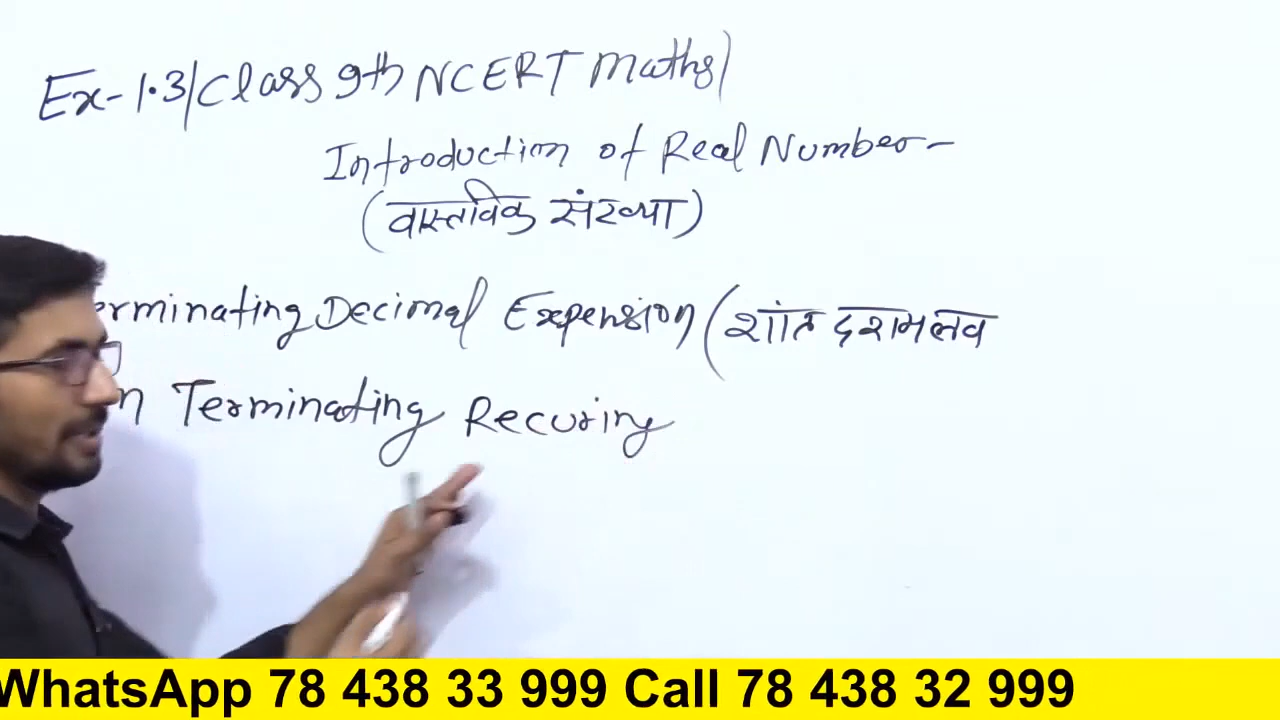 Ex-1.3/Class 9th NCERT Maths/
Introduction of Real Number-
(वास्तविक संख्या)
erminating Decimal Expension (शांत दशमलव
n Terminating Recuring
WhatsApp 78 438 33 999 Call 78 438 32 999